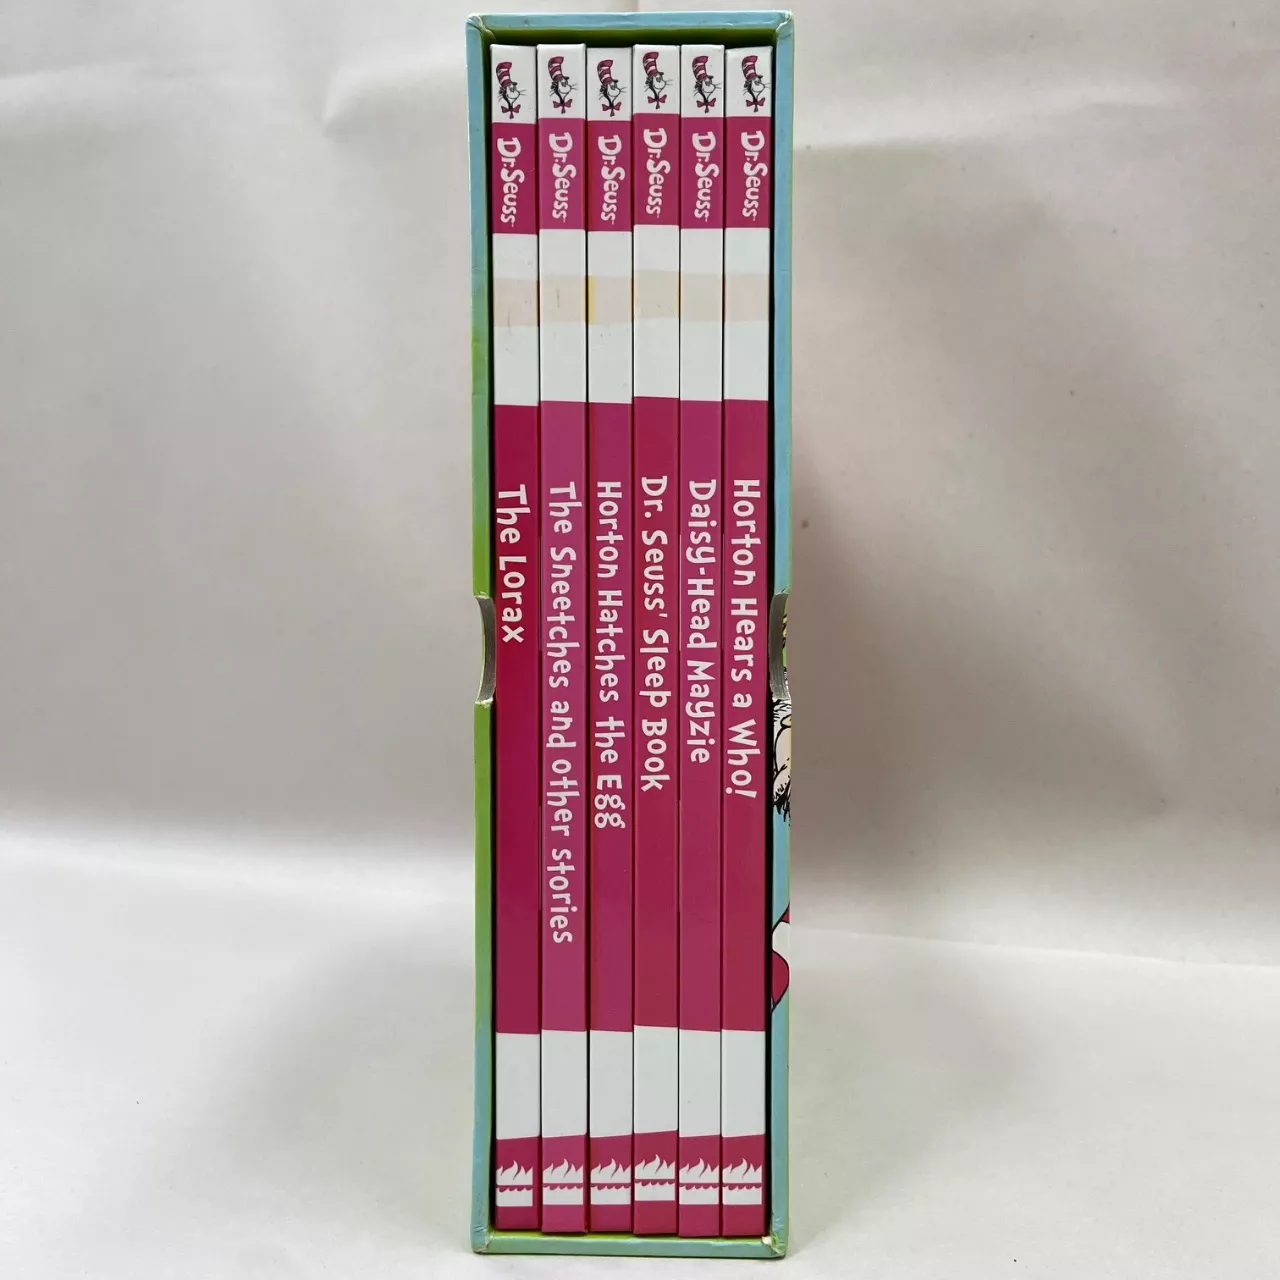 Dr. Seuss
The Lorax
Dr. Seuss
The Sneetches and other stories
Dr. Seuss
Horton Hatches the Egg
Dr. Seuss
Dr. Seuss' Sleep Book
Dr. Seuss
Daisy-Head Mayzie
Dr. Seuss
Horton Hears a Who!